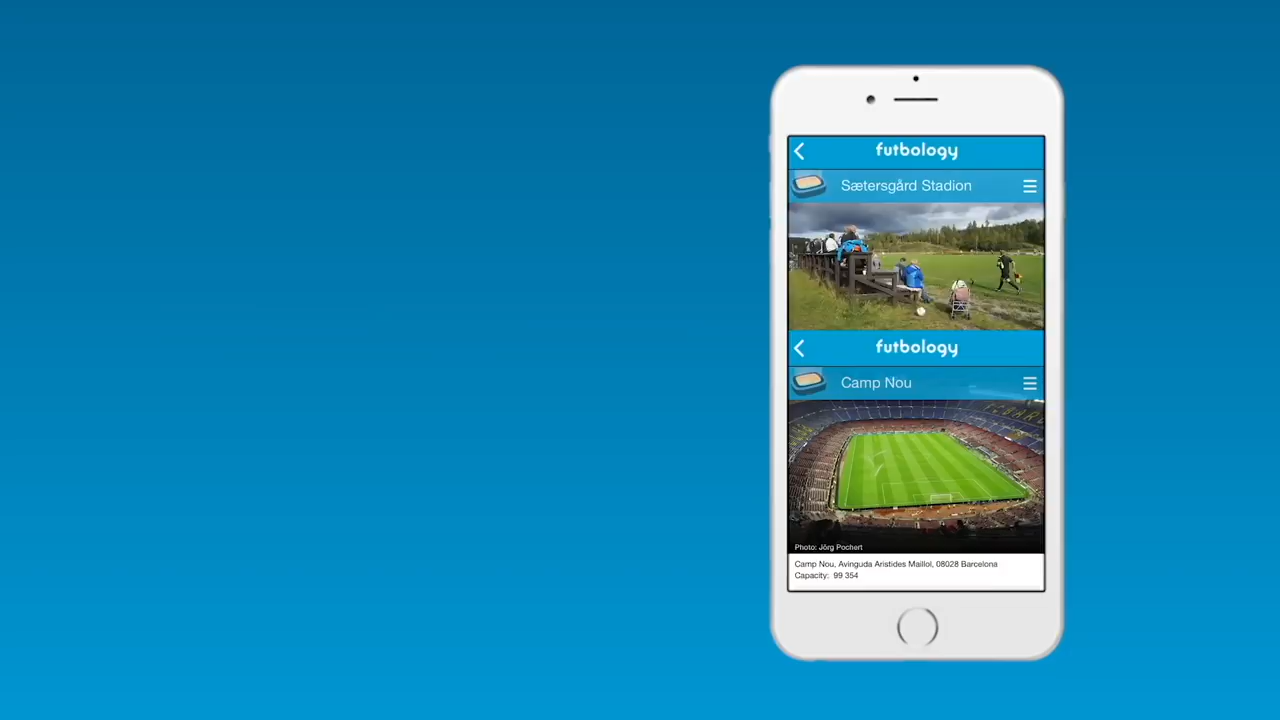 futbology
Sætersgård Stadion
futbology
Camp Nou
Photo: Jörg Pochert
Camp Nou, Avinguda Aristides Maillol, 08028 Barcelona
Capacity: 99 354